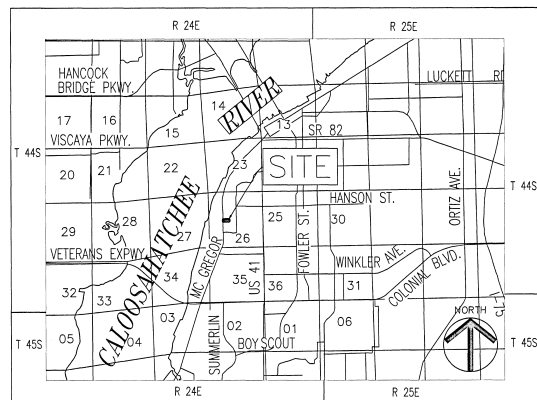 R 24E
R 25E
HANCOCK
BRIDGE PKWY.
LUCKETT RD
14
RIVER
17
16
13
SR 82
15
VISCAYA PKWY.
T 44S
23
SITE
20
21
22
T 44S
HANSON ST.
ORTIZ AVE.
CALOOSAHATCHEE
28
25
30
29
27
26
FOWLER ST.
MC GREGOR
VETERANS EXPWY.
WINKLER AVE.
34
35
US 41
36
31
COLONIAL BLVD.
32
33
I-75
05
04
03
SUMMERLIN
02
01
06
NORTH
BOYSCOUT
T 45S
T 45S
R 24E
R 25E